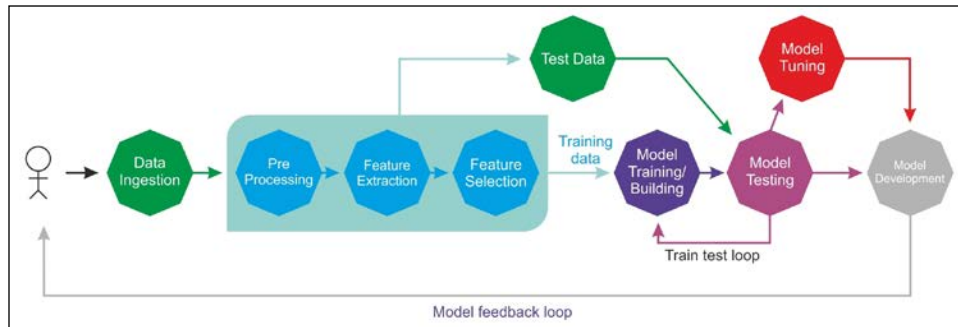 Data
Ingestion
Pre
Processing
Feature
Extraction
Feature
Selection
Test Data
Training
data
Model
Training/
Building
Model
Testing
Model
Tuning
Model
Development
Train test loop
Model feedback loop